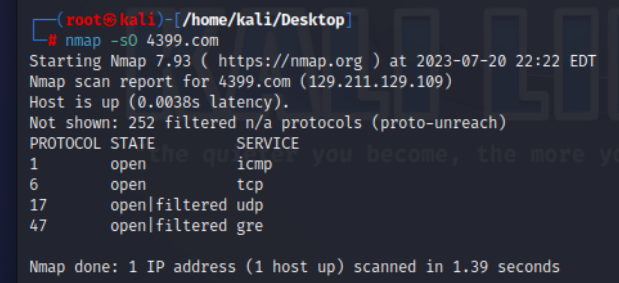 (root㉿kali)-[/home/kali/Desktop]
# nmap -sO 4399.com
Starting Nmap 7.93 ( https://nmap.org ) at 2023-07-20 22:22 EDT
Nmap scan report for 4399.com (129.211.129.109)
Host is up (0.0038s latency).
Not shown: 252 filtered n/a protocols (proto-unreach)
PROTOCOL STATE         SERVICE
1        open          icmp
6        open          tcp
17       open|filtered udp
47       open|filtered gre
the quieter you become, the more yo
Nmap done: 1 IP address (1 host up) scanned in 1.39 seconds